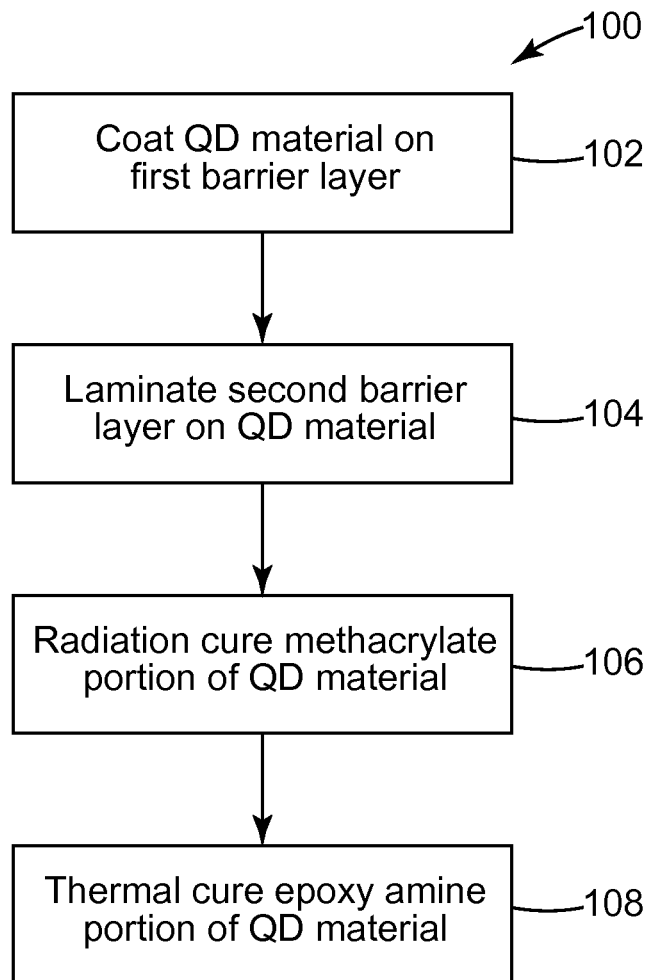 100
Coat QD material on
first barrier layer
102
Laminate second barrier
layer on QD material
104
Radiation cure methacrylate
portion of QD material
106
Thermal cure epoxy amine
portion of QD material
108